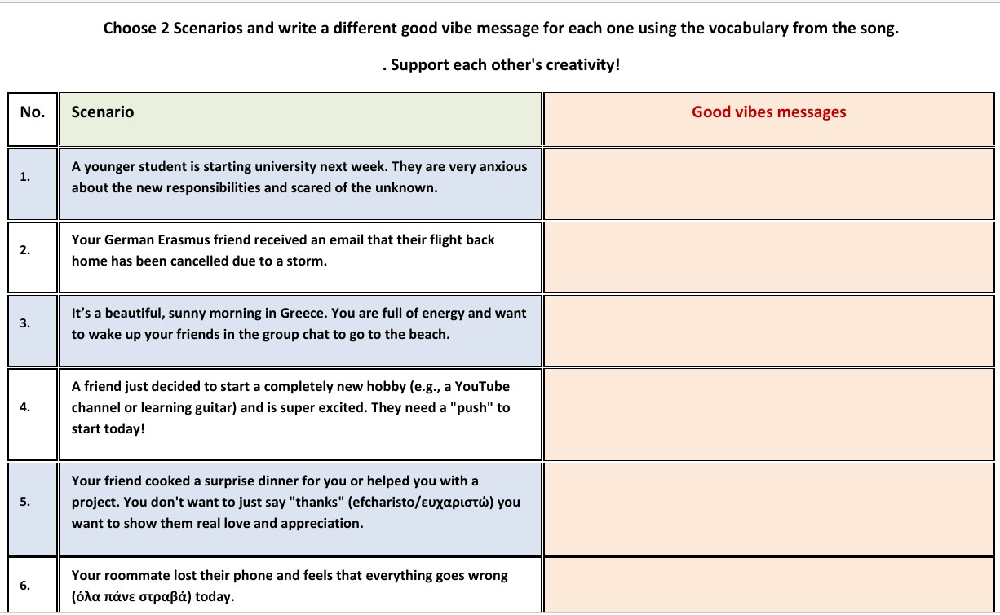 Choose 2 Scenarios and write a different good vibe message for each one using the vocabulary from the song.
. Support each other's creativity!
No.
Scenario
Good vibes messages
1.
A younger student is starting university next week. They are very anxious
about the new responsibilities and scared of the unknown.
2.
Your German Erasmus friend received an email that their flight back
home has been cancelled due to a storm.
3.
It’s a beautiful, sunny morning in Greece. You are full of energy and want
to wake up your friends in the group chat to go to the beach.
4.
A friend just decided to start a completely new hobby (e.g., a YouTube
channel or learning guitar) and is super excited. They need a "push" to
start today!
5.
Your friend cooked a surprise dinner for you or helped you with a
project. You don't want to just say "thanks" (efcharisto/ευχαριστώ) you
want to show them real love and appreciation.
6.
Your roommate lost their phone and feels that everything goes wrong
(όλα πάνε στραβά) today.